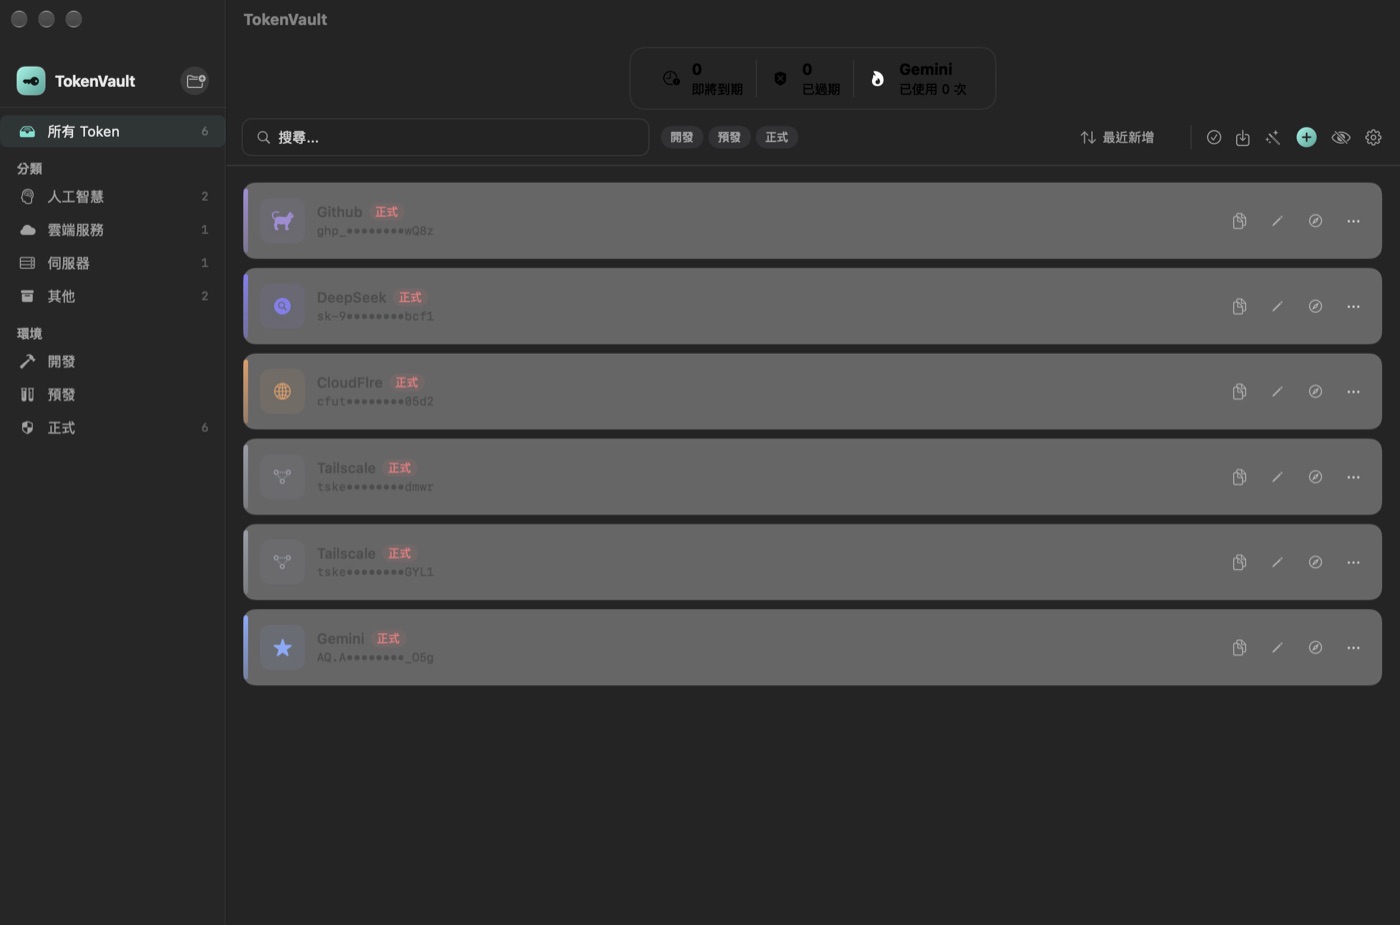 TokenVault
TokenVault
0
即將到期
0
已過期
Gemini
已使用 0 次
所有 Token 6
分類
人工智慧 2
雲端服務 1
伺服器 1
其他 2
環境
開發
預發
正式 6
搜尋...
開發 預發 正式
最近新增
Github 正式
ghp_••••••••wQ8z
DeepSeek 正式
sk-9••••••••bcf1
CloudFIre 正式
cfut••••••••05d2
Tailscale 正式
tske••••••••dmwr
Tailscale 正式
tske••••••••GYL1
Gemini 正式
AQ.A••••••••_O5g